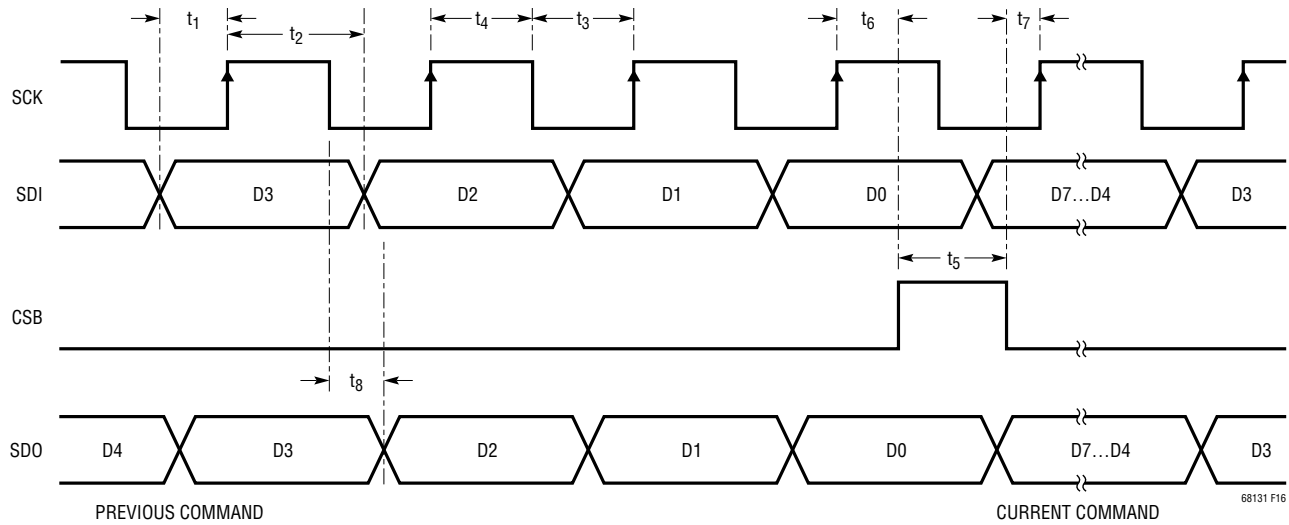 t1 t2 t4 t3 t6 t7
SCK
SDI D3 D2 D1 D0 D7...D4 D3
t5
CSB
t8
SDO D4 D3 D2 D1 D0 D7...D4 D3
68131 F16
PREVIOUS COMMAND CURRENT COMMAND